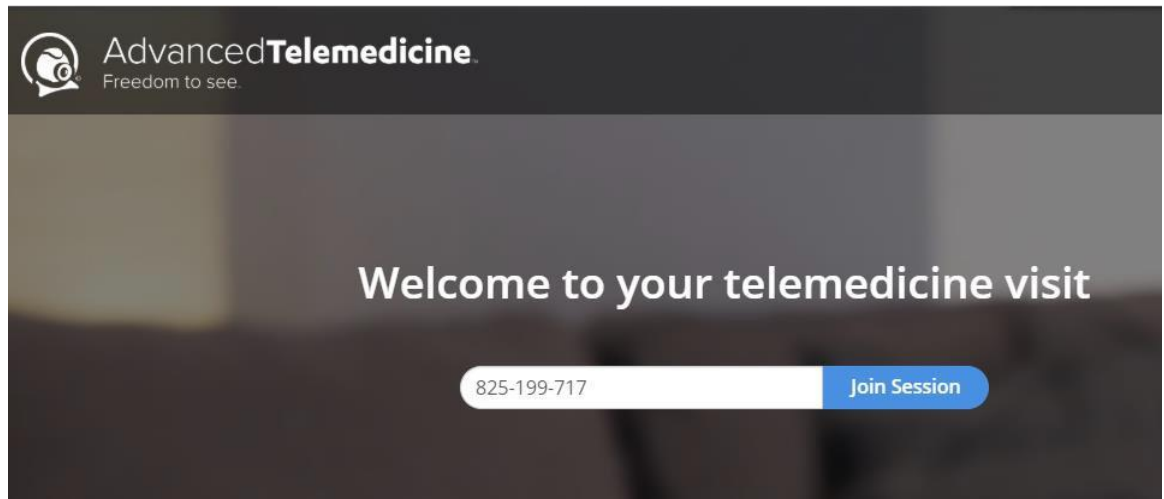 AdvancedTelemedicine
Freedom to see.
Welcome to your telemedicine visit
825-199-717
Join Session